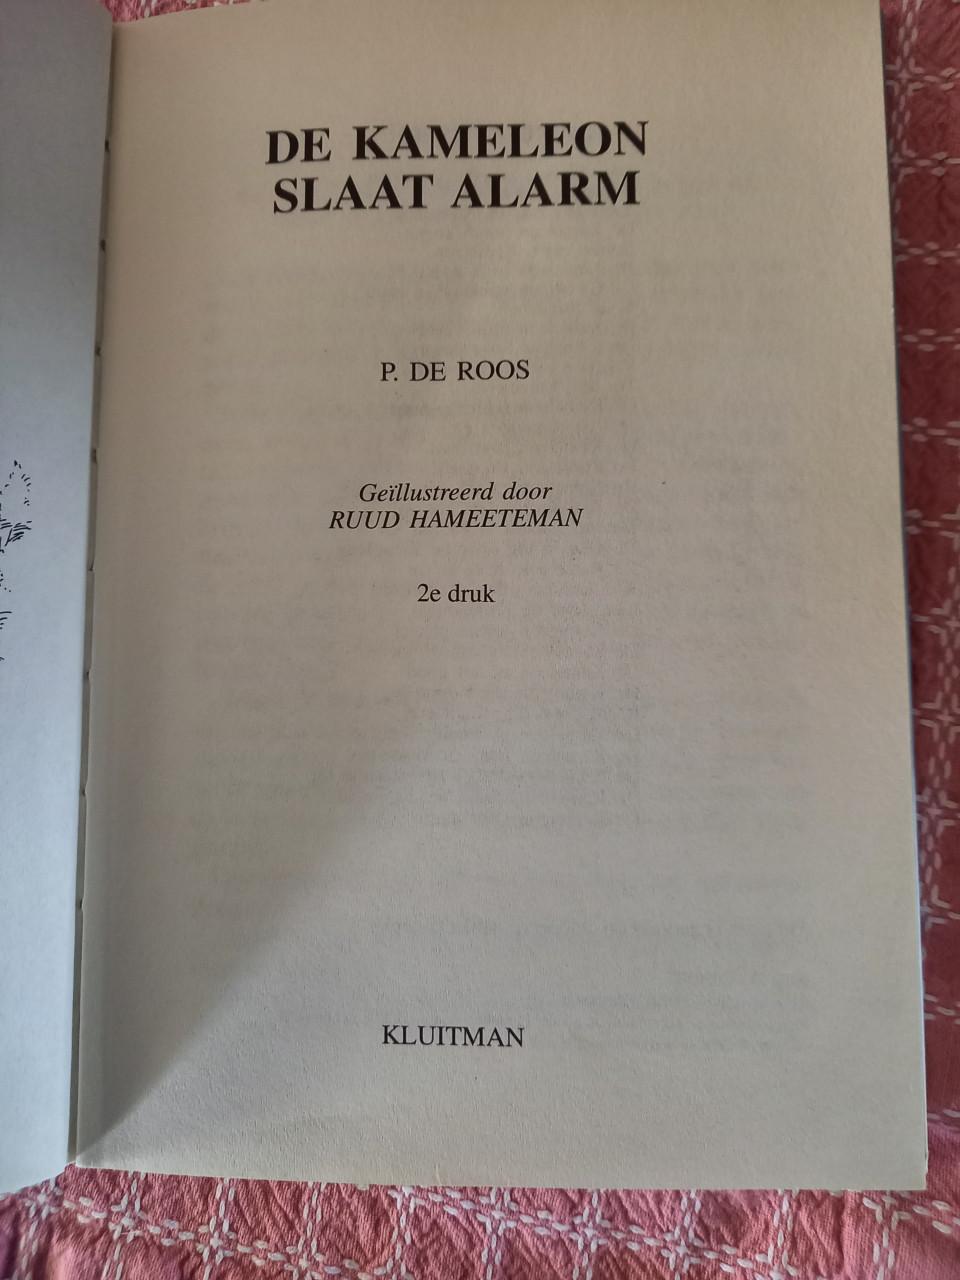 DE KAMELEON
SLAAT ALARM
P. DE ROOS
Geïllustreerd door
RUUD HAMEETEMAN
2e druk
KLUITMAN